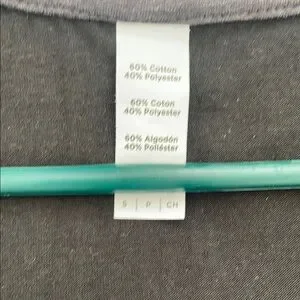 60% Cotton
40% Polyester
60% Coton
40% Polyester
60% Algodón
40% Poliéster
S | P | CH